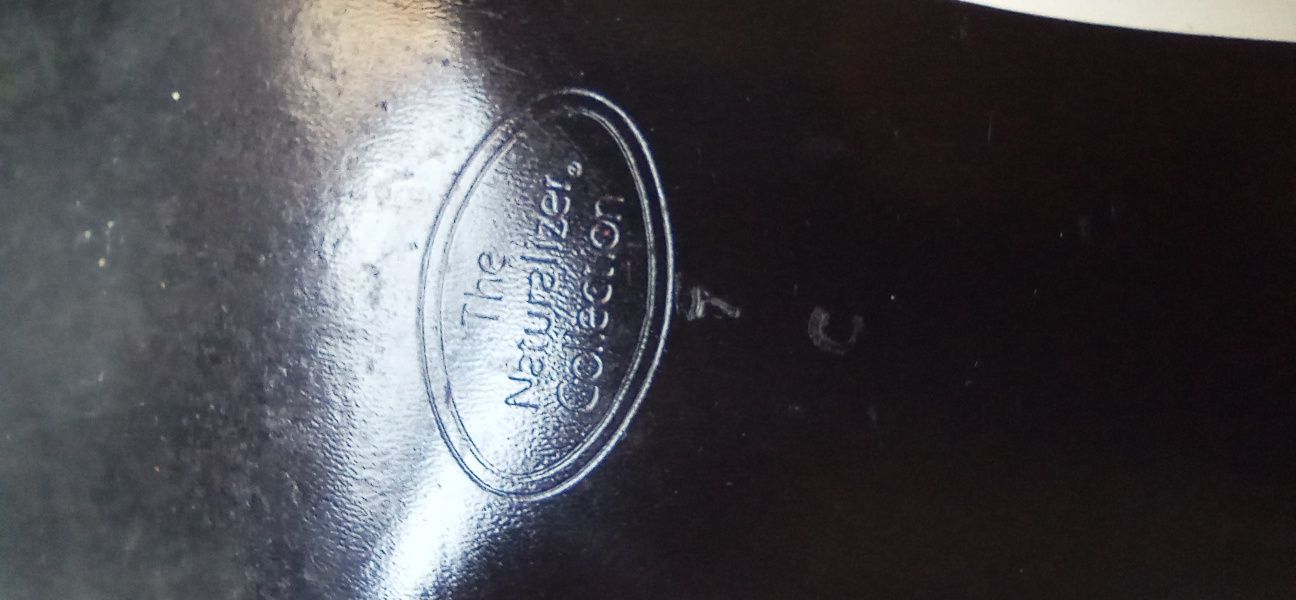 The
Naturalizer®
Collection
7
C